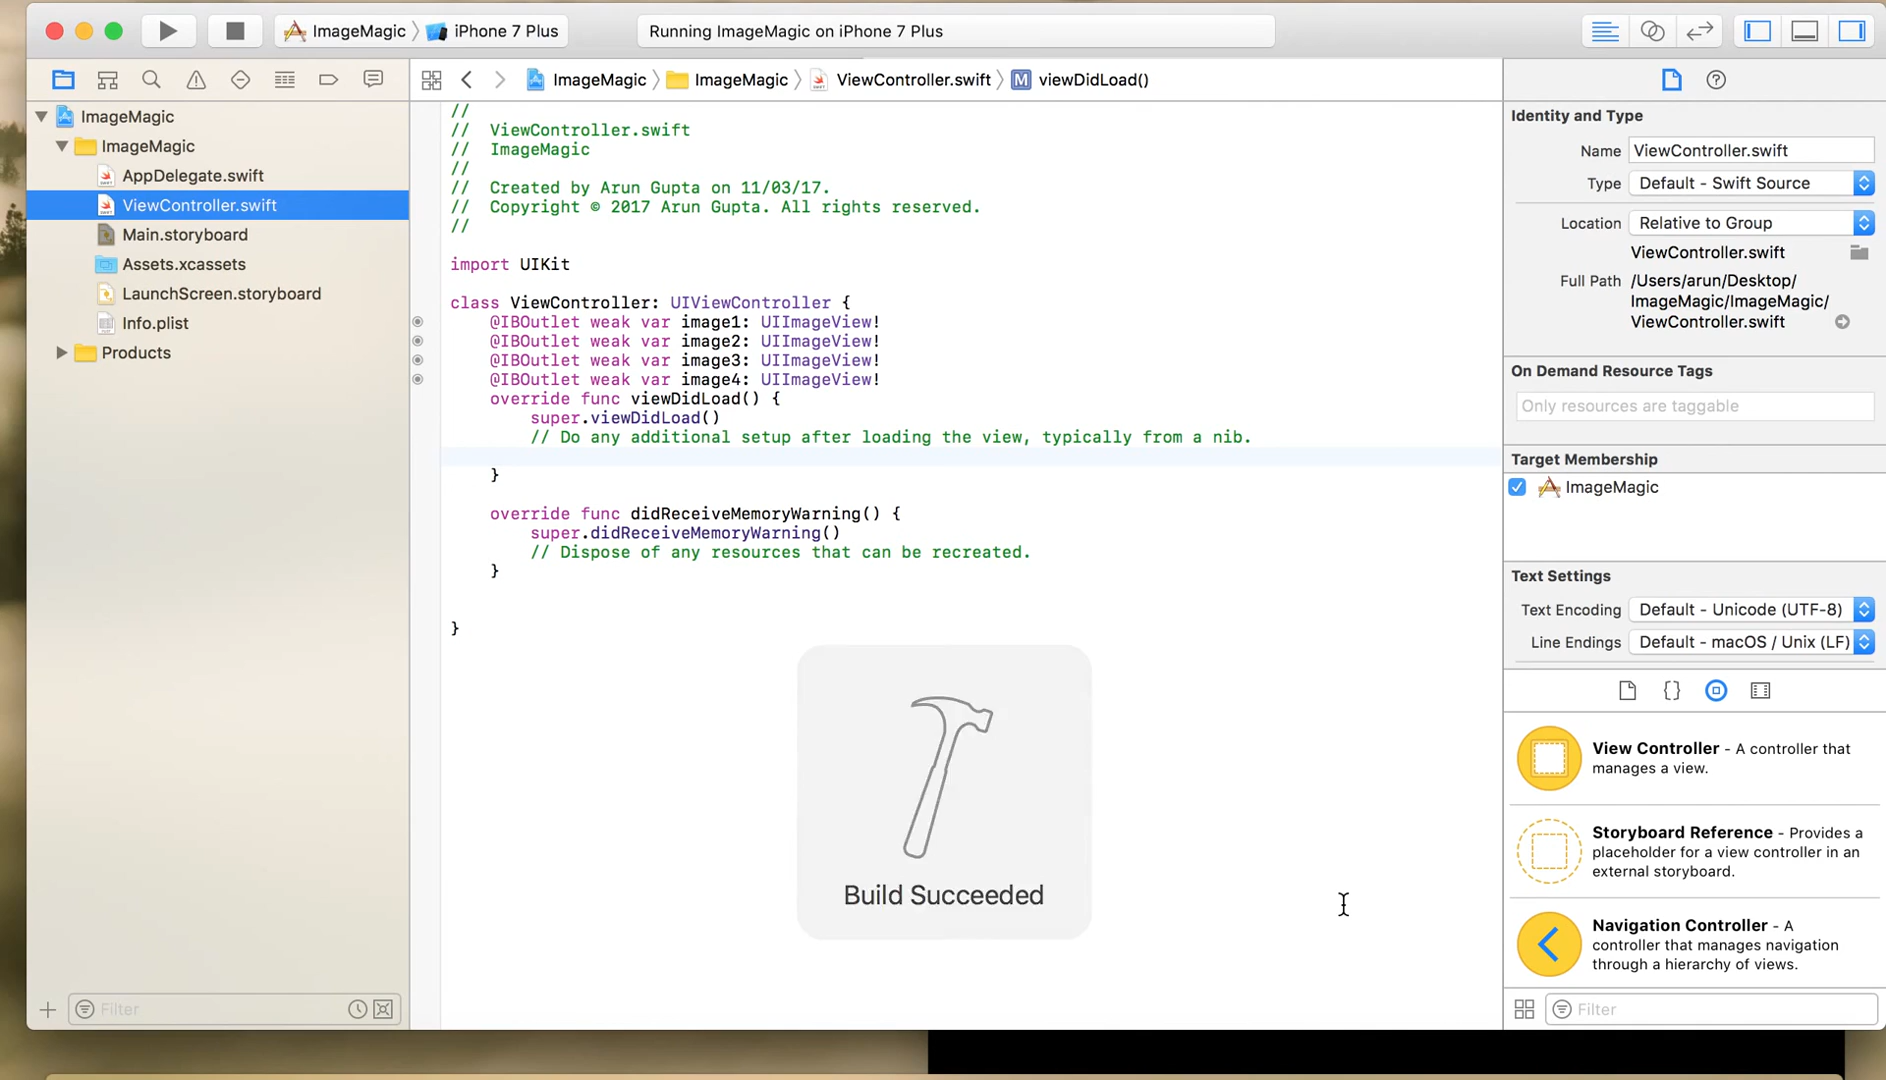 ImageMagic iPhone 7 Plus
Running ImageMagic on iPhone 7 Plus
ImageMagic ImageMagic ViewController.swift M viewDidLoad()
ImageMagic
ImageMagic
AppDelegate.swift
ViewController.swift
Main.storyboard
Assets.xcassets
LaunchScreen.storyboard
Info.plist
Products
Filter
//
// ViewController.swift
// ImageMagic
//
// Created by Arun Gupta on 11/03/17.
// Copyright © 2017 Arun Gupta. All rights reserved.
//
import UIKit
class ViewController: UIViewController {
@IBOutlet weak var image1: UIImageView!
@IBOutlet weak var image2: UIImageView!
@IBOutlet weak var image3: UIImageView!
@IBOutlet weak var image4: UIImageView!
override func viewDidLoad() {
super.viewDidLoad()
// Do any additional setup after loading the view, typically from a nib.
}
override func didReceiveMemoryWarning() {
super.didReceiveMemoryWarning()
// Dispose of any resources that can be recreated.
}
}
Build Succeeded
Identity and Type
Name ViewController.swift
Type Default - Swift Source
Location Relative to Group
ViewController.swift
Full Path /Users/arun/Desktop/
ImageMagic/ImageMagic/
ViewController.swift
On Demand Resource Tags
Only resources are taggable
Target Membership
ImageMagic
Text Settings
Text Encoding Default - Unicode (UTF-8)
Line Endings Default - macOS / Unix (LF)
View Controller - A controller that
manages a view.
Storyboard Reference - Provides a
placeholder for a view controller in an
external storyboard.
Navigation Controller - A
controller that manages navigation
through a hierarchy of views.
Filter